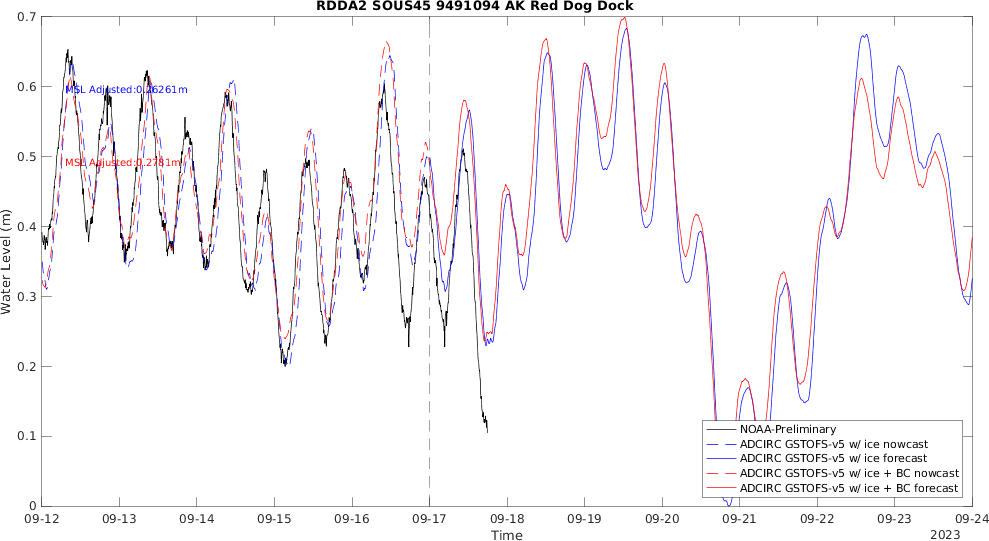 RDDA2 SOUS45 9491094 AK Red Dog Dock
0.7
0.6
0.5
0.4
0.3
0.2
0.1
0
Water Level (m)
MSL Adjusted:0.26261m
MSL Adjusted:0.2781m
NOAA-Preliminary
ADCIRC GSTOFS-v5 w/ ice nowcast
ADCIRC GSTOFS-v5 w/ ice forecast
ADCIRC GSTOFS-v5 w/ ice + BC nowcast
ADCIRC GSTOFS-v5 w/ ice + BC forecast
09-12 09-13 09-14 09-15 09-16 09-17 09-18 09-19 09-20 09-21 09-22 09-23 09-24
Time
2023